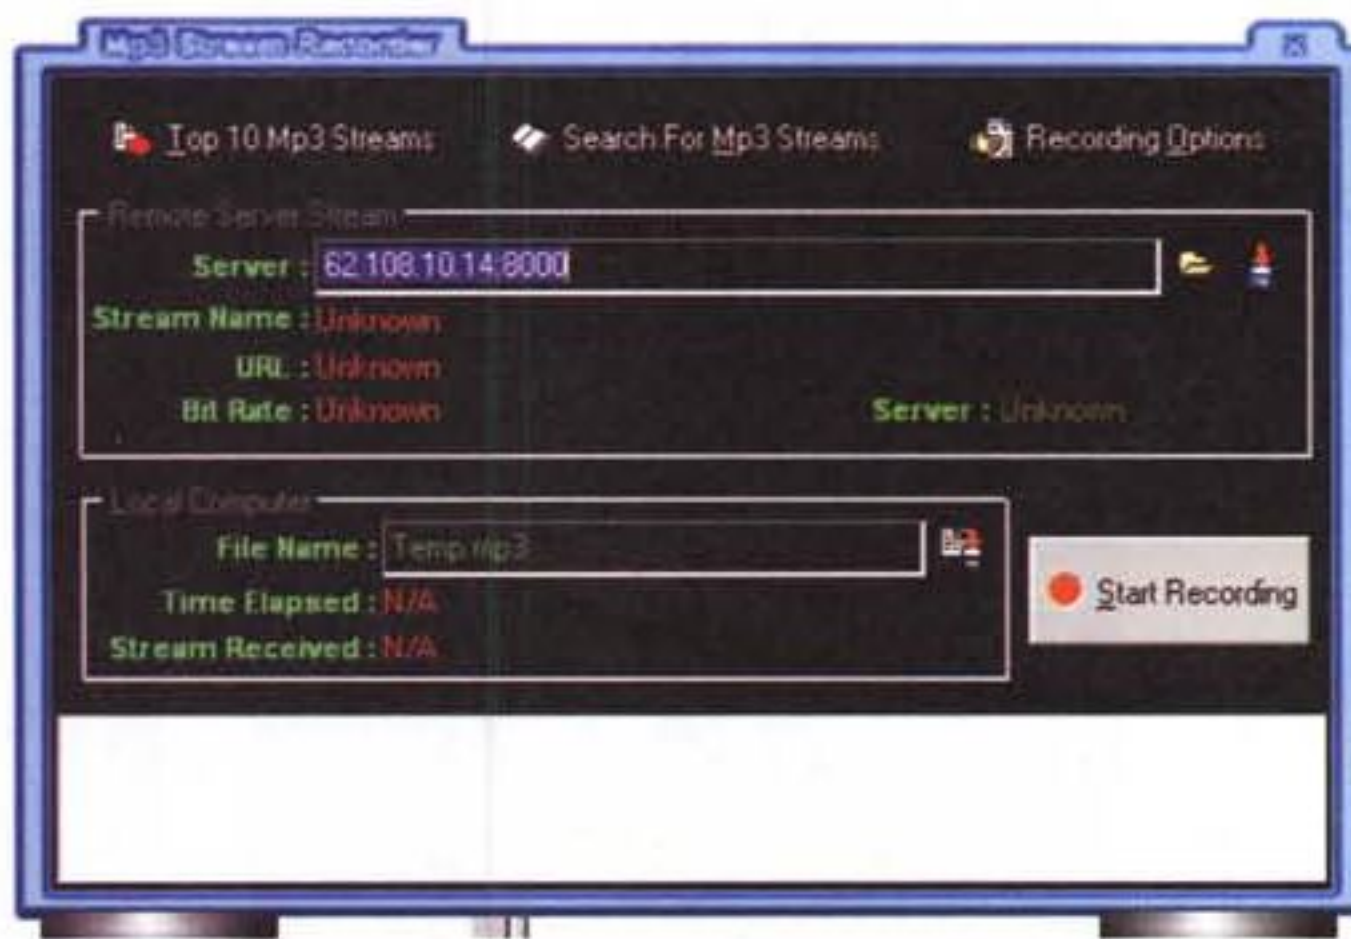 Mp3 Stream Recorder
Top 10 Mp3 Streams Search For Mp3 Streams Recording Options
Remote Server Stream
Server : 62.108.10.14:8000
Stream Name : Unknown
URL : Unknown
Bit Rate : Unknown Server : Unknown
Local Computer
File Name : Temp.mp3
Time Elapsed : N/A
Stream Received : N/A
Start Recording